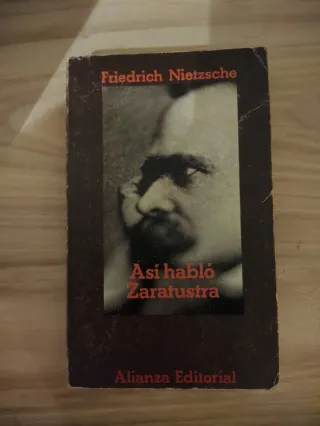 Friedrich Nietzsche
Así habló
Zaratustra
Alianza Editorial